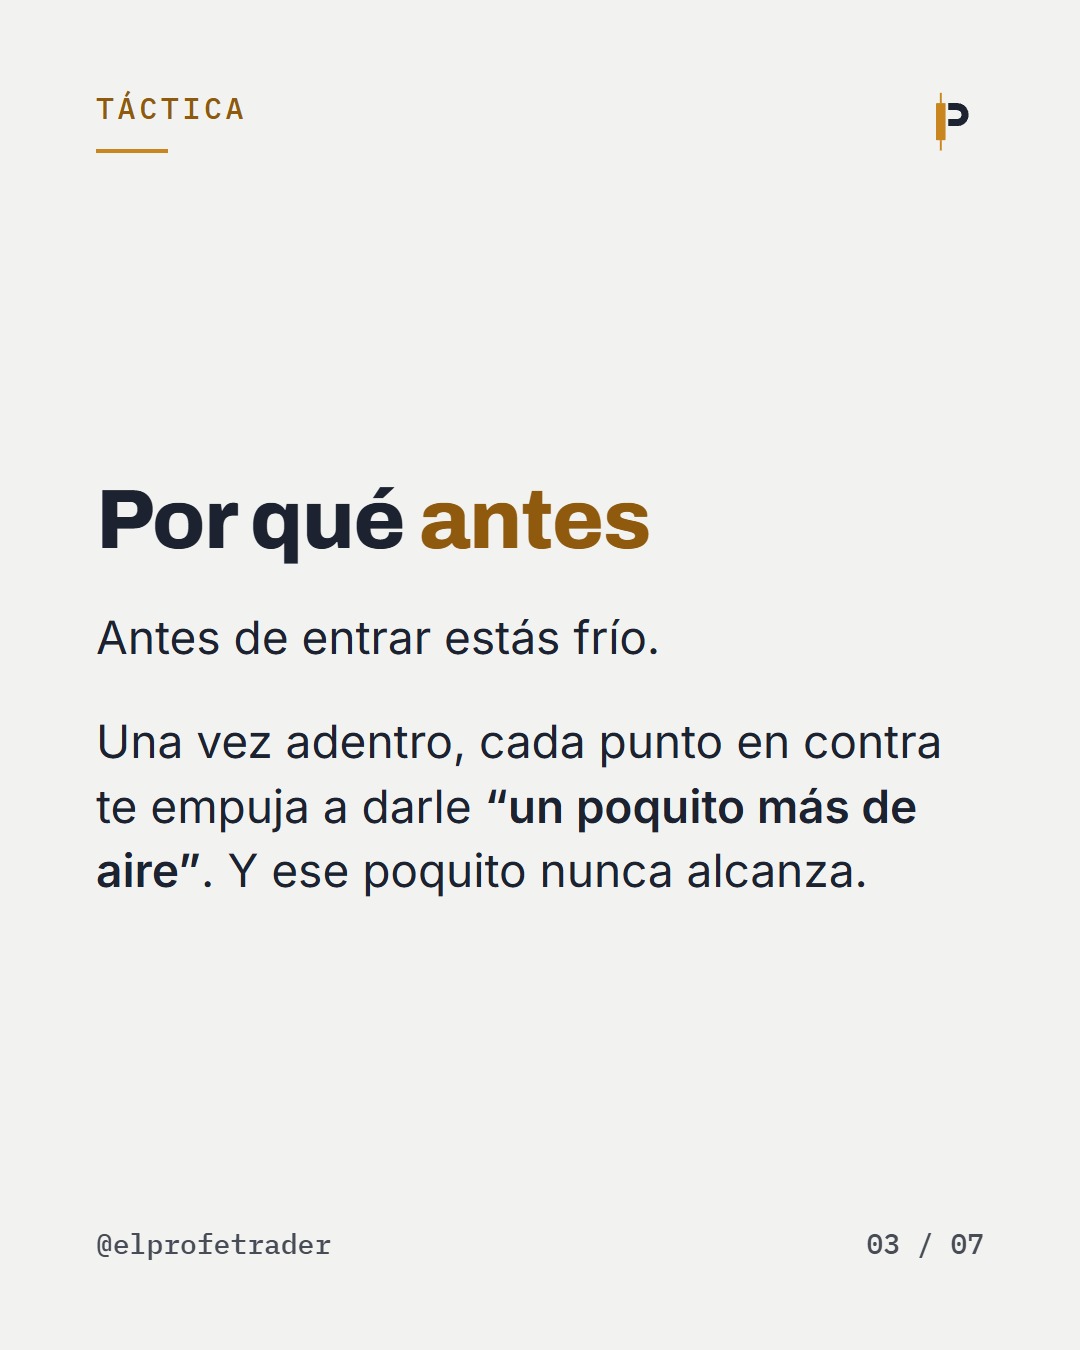 TÁCTICA
P
Por qué antes
Antes de entrar estás frío.
Una vez adentro, cada punto en contra
te empuja a darle “un poquito más de
aire”. Y ese poquito nunca alcanza.
@elprofetrader
03 / 07